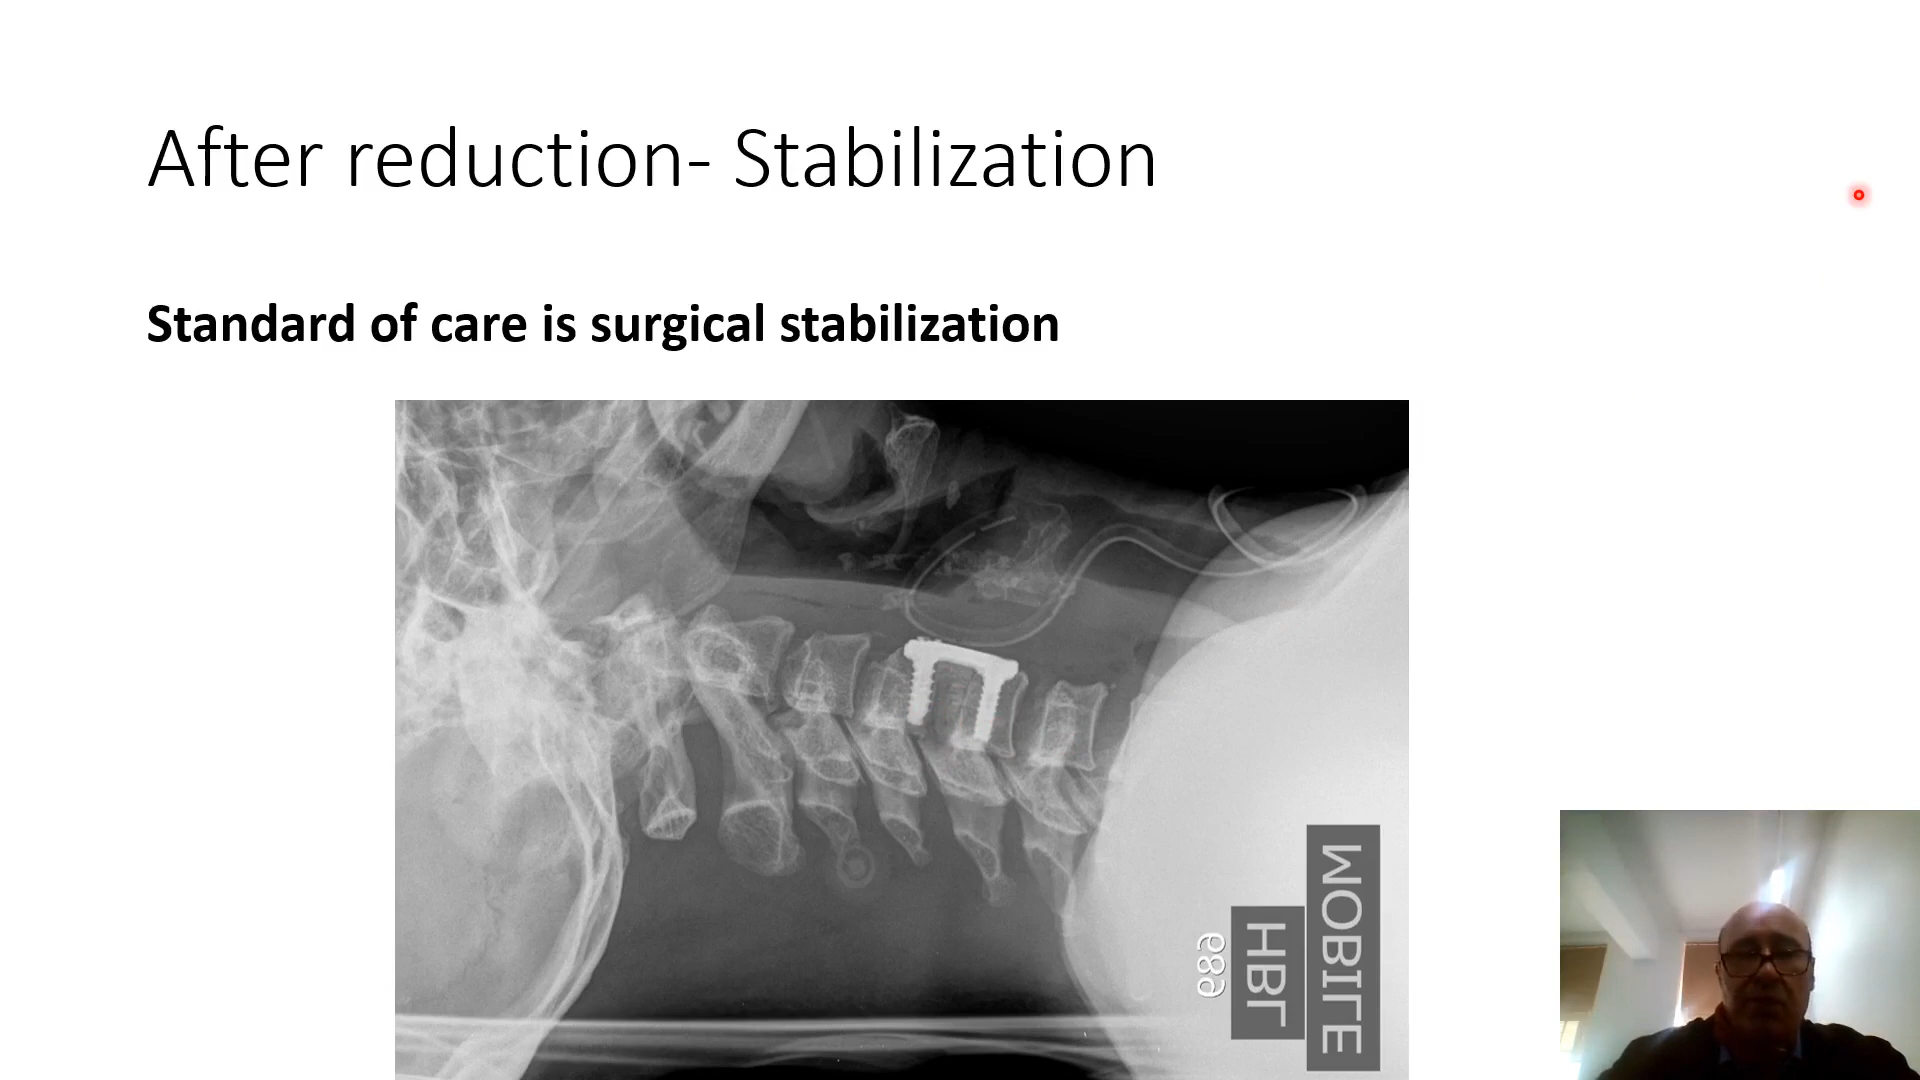 After reduction- Stabilization
Standard of care is surgical stabilization
MOBILE
HBL
689